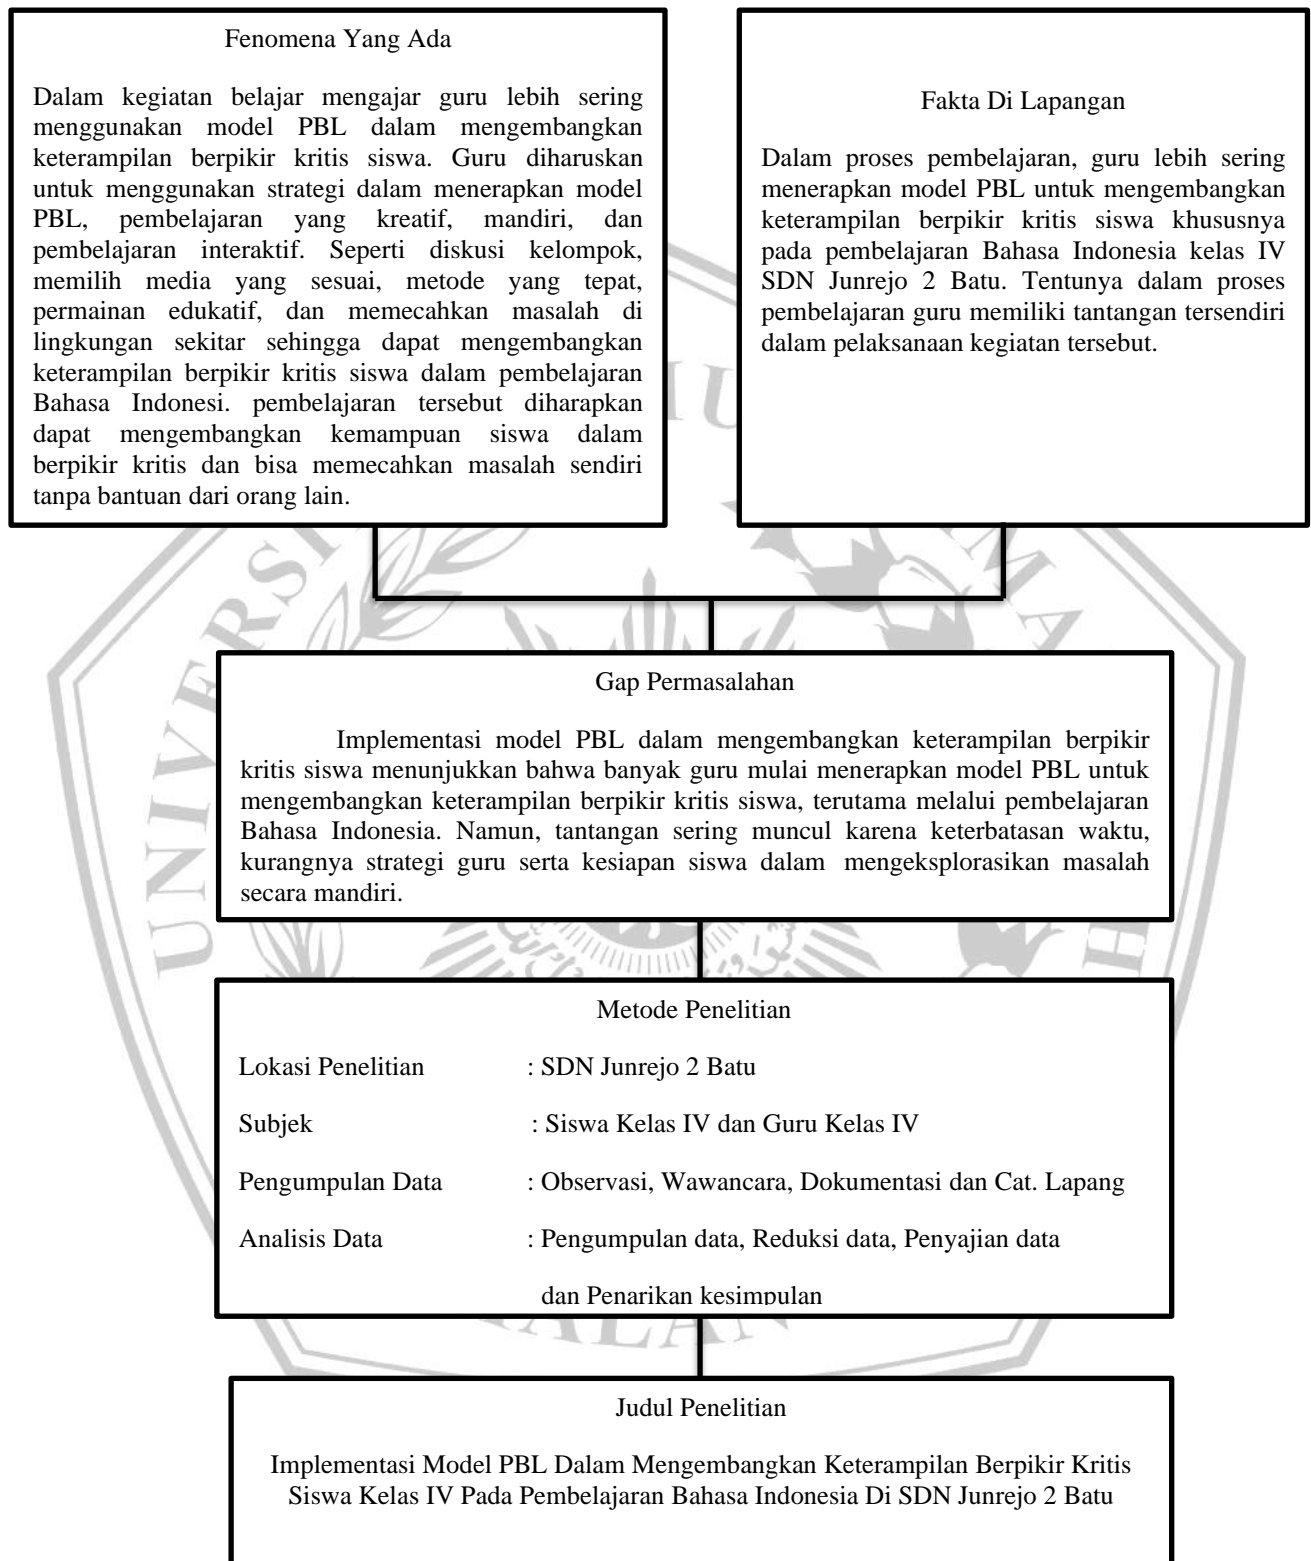 Fenomena Yang Ada
Dalam kegiatan belajar mengajar guru lebih sering
menggunakan model PBL dalam mengembangkan
keterampilan berpikir kritis siswa. Guru diharuskan
untuk menggunakan strategi dalam menerapkan model
PBL, pembelajaran yang kreatif, mandiri, dan
pembelajaran interaktif. Seperti diskusi kelompok,
memilih media yang sesuai, metode yang tepat,
permainan edukatif, dan memecahkan masalah di
lingkungan sekitar sehingga dapat mengembangkan
keterampilan berpikir kritis siswa dalam pembelajaran
Bahasa Indonesi. pembelajaran tersebut diharapkan
dapat mengembangkan kemampuan siswa dalam
berpikir kritis dan bisa memecahkan masalah sendiri
tanpa bantuan dari orang lain.
Fakta Di Lapangan
Dalam proses pembelajaran, guru lebih sering
menerapkan model PBL untuk mengembangkan
keterampilan berpikir kritis siswa khususnya
pada pembelajaran Bahasa Indonesia kelas IV
SDN Junrejo 2 Batu. Tentunya dalam proses
pembelajaran guru memiliki tantangan tersendiri
dalam pelaksanaan kegiatan tersebut.
Gap Permasalahan
Implementasi model PBL dalam mengembangkan keterampilan berpikir
kritis siswa menunjukkan bahwa banyak guru mulai menerapkan model PBL untuk
mengembangkan keterampilan berpikir kritis siswa, terutama melalui pembelajaran
Bahasa Indonesia. Namun, tantangan sering muncul karena keterbatasan waktu,
kurangnya strategi guru serta kesiapan siswa dalam mengeksplorasikan masalah
secara mandiri.
Metode Penelitian
Lokasi Penelitian : SDN Junrejo 2 Batu
Subjek : Siswa Kelas IV dan Guru Kelas IV
Pengumpulan Data : Observasi, Wawancara, Dokumentasi dan Cat. Lapang
Analisis Data : Pengumpulan data, Reduksi data, Penyajian data
dan Penarikan kesimpulan
Judul Penelitian
Implementasi Model PBL Dalam Mengembangkan Keterampilan Berpikir Kritis
Siswa Kelas IV Pada Pembelajaran Bahasa Indonesia Di SDN Junrejo 2 Batu